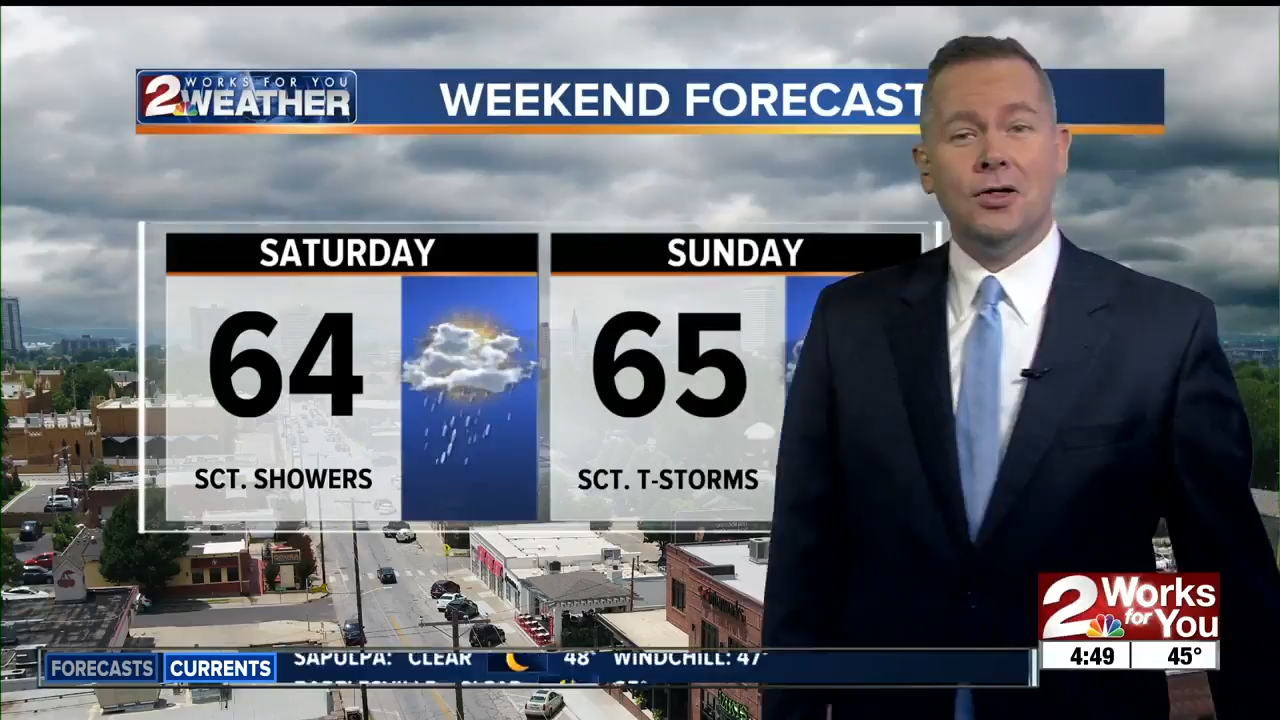 2 WORKS FOR YOU
WEATHER
WEEKEND FORECAST
SATURDAY
SUNDAY
64
65
SCT. SHOWERS
SCT. T-STORMS
2 Works
for You
4:49 45°
FORECASTS CURRENTS
SAPULPA: CLEAR 48° WINDCHILL: 47°